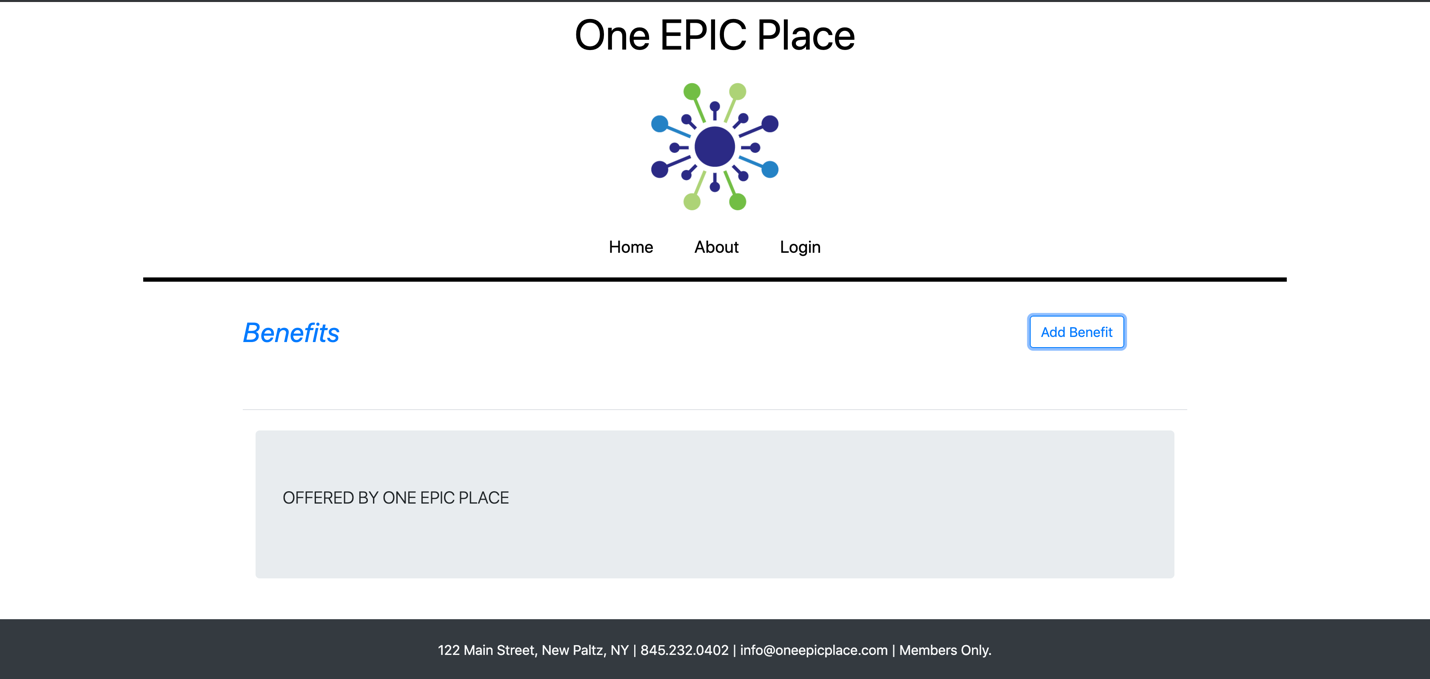 One EPIC Place
Home About Login
Benefits
Add Benefit
OFFERED BY ONE EPIC PLACE
122 Main Street, New Paltz, NY | 845.232.0402 | info@oneepicplace.com | Members Only.